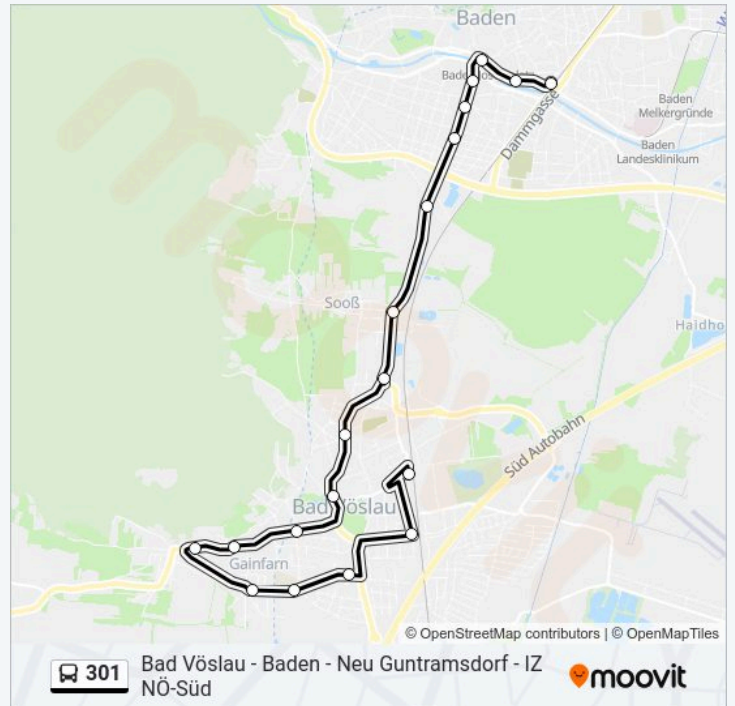 Baden
Baden
Melkergründe
Dammgasse
Baden
Landesklinikum
Sooß
Haidho
Süd Autobahn
Bad Vöslau
Gainfarn
© OpenStreetMap contributors | © OpenMapTiles
301
Bad Vöslau - Baden - Neu Guntramsdorf - IZ
NÖ-Süd
moovit